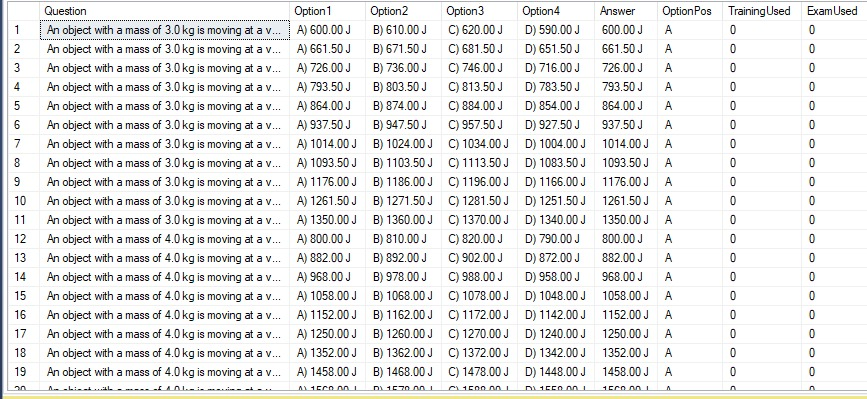 Question Option1 Option2 Option3 Option4 Answer OptionPos TrainingUsed ExamUsed
1 An object with a mass of 3.0 kg is moving at a v... A) 600.00 J B) 610.00 J C) 620.00 J D) 590.00 J 600.00 J A 0 0
2 An object with a mass of 3.0 kg is moving at a v... A) 661.50 J B) 671.50 J C) 681.50 J D) 651.50 J 661.50 J A 0 0
3 An object with a mass of 3.0 kg is moving at a v... A) 726.00 J B) 736.00 J C) 746.00 J D) 716.00 J 726.00 J A 0 0
4 An object with a mass of 3.0 kg is moving at a v... A) 793.50 J B) 803.50 J C) 813.50 J D) 783.50 J 793.50 J A 0 0
5 An object with a mass of 3.0 kg is moving at a v... A) 864.00 J B) 874.00 J C) 884.00 J D) 854.00 J 864.00 J A 0 0
6 An object with a mass of 3.0 kg is moving at a v... A) 937.50 J B) 947.50 J C) 957.50 J D) 927.50 J 937.50 J A 0 0
7 An object with a mass of 3.0 kg is moving at a v... A) 1014.00 J B) 1024.00 J C) 1034.00 J D) 1004.00 J 1014.00 J A 0 0
8 An object with a mass of 3.0 kg is moving at a v... A) 1093.50 J B) 1103.50 J C) 1113.50 J D) 1083.50 J 1093.50 J A 0 0
9 An object with a mass of 3.0 kg is moving at a v... A) 1176.00 J B) 1186.00 J C) 1196.00 J D) 1166.00 J 1176.00 J A 0 0
10 An object with a mass of 3.0 kg is moving at a v... A) 1261.50 J B) 1271.50 J C) 1281.50 J D) 1251.50 J 1261.50 J A 0 0
11 An object with a mass of 3.0 kg is moving at a v... A) 1350.00 J B) 1360.00 J C) 1370.00 J D) 1340.00 J 1350.00 J A 0 0
12 An object with a mass of 4.0 kg is moving at a v... A) 800.00 J B) 810.00 J C) 820.00 J D) 790.00 J 800.00 J A 0 0
13 An object with a mass of 4.0 kg is moving at a v... A) 882.00 J B) 892.00 J C) 902.00 J D) 872.00 J 882.00 J A 0 0
14 An object with a mass of 4.0 kg is moving at a v... A) 968.00 J B) 978.00 J C) 988.00 J D) 958.00 J 968.00 J A 0 0
15 An object with a mass of 4.0 kg is moving at a v... A) 1058.00 J B) 1068.00 J C) 1078.00 J D) 1048.00 J 1058.00 J A 0 0
16 An object with a mass of 4.0 kg is moving at a v... A) 1152.00 J B) 1162.00 J C) 1172.00 J D) 1142.00 J 1152.00 J A 0 0
17 An object with a mass of 4.0 kg is moving at a v... A) 1250.00 J B) 1260.00 J C) 1270.00 J D) 1240.00 J 1250.00 J A 0 0
18 An object with a mass of 4.0 kg is moving at a v... A) 1352.00 J B) 1362.00 J C) 1372.00 J D) 1342.00 J 1352.00 J A 0 0
19 An object with a mass of 4.0 kg is moving at a v... A) 1458.00 J B) 1468.00 J C) 1478.00 J D) 1448.00 J 1458.00 J A 0 0